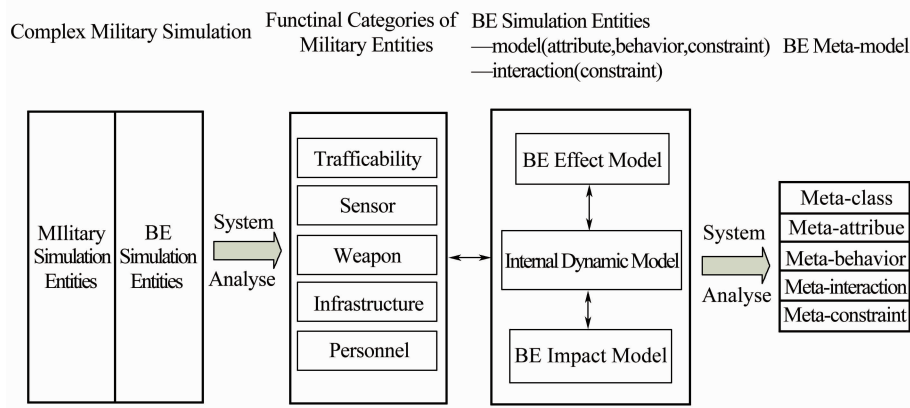 Complex Military Simulation
Functinal Categories of
Military Entities
BE Simulation Entities
—model(attribute,behavior,constraint)
—interaction(constraint)
BE Meta-model
MIlitary
Simulation
Entities
BE
Simulation
Entities
System
Analyse
Trafficability
Sensor
Weapon
Infrastructure
Personnel
BE Effect Model
Internal Dynamic Model
BE Impact Model
System
Analyse
Meta-class
Meta-attribue
Meta-behavior
Meta-interaction
Meta-constraint